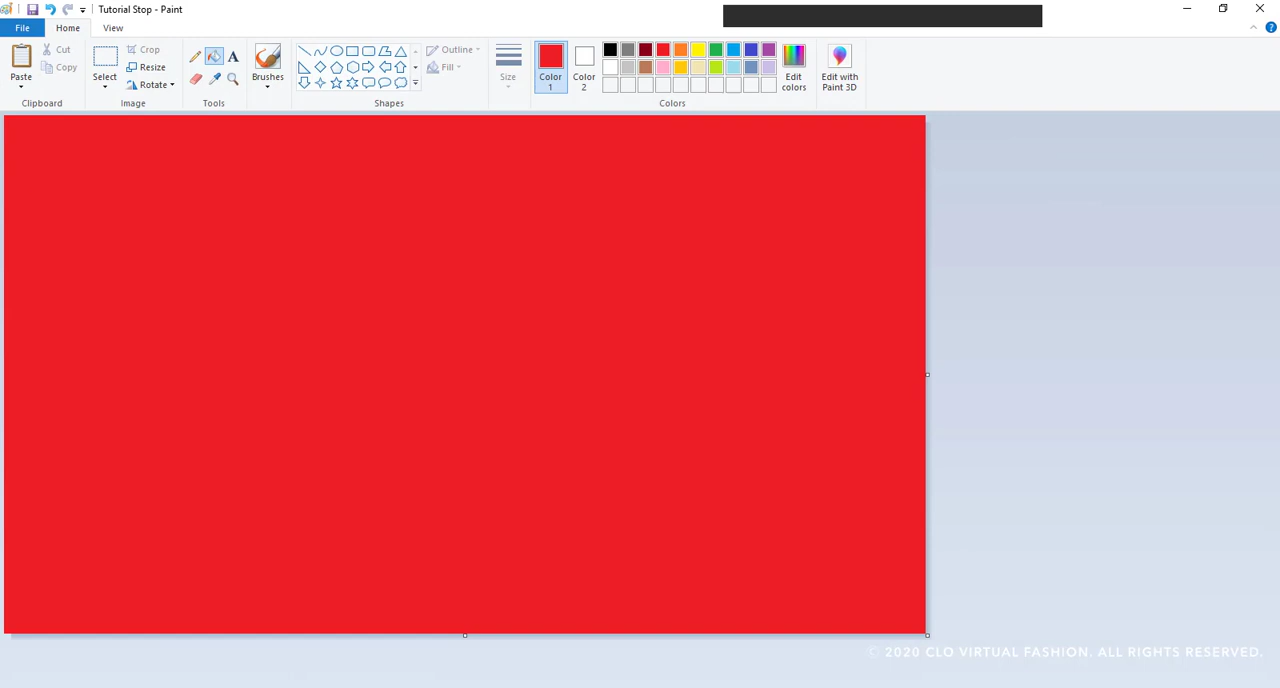 Tutorial Stop - Paint
File Home View
Paste Cut Copy Clipboard
Select Crop Resize Rotate Image
A Tools
Brushes
Outline Fill Shapes
Size
Color 1 Color 2 Edit colors Colors
Edit with Paint 3D
© 2020 CLO VIRTUAL FASHION. ALL RIGHTS RESERVED.